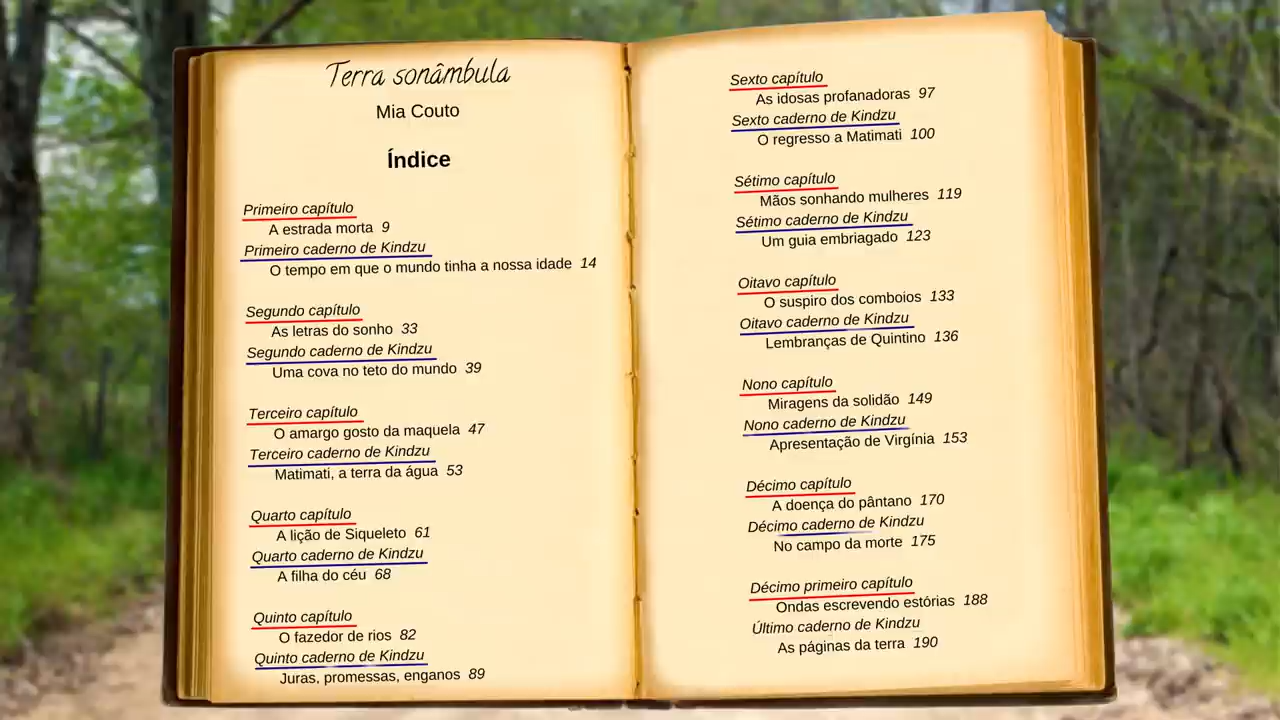 Terra sonâmbula
Mia Couto
Índice
Primeiro capítulo
A estrada morta 9
Primeiro caderno de Kindzu
O tempo em que o mundo tinha a nossa idade 14
Segundo capítulo
As letras do sonho 33
Segundo caderno de Kindzu
Uma cova no teto do mundo 39
Terceiro capítulo
O amargo gosto da maquela 47
Terceiro caderno de Kindzu
Matimati, a terra da água 53
Quarto capítulo
A lição de Siqueleto 61
Quarto caderno de Kindzu
A filha do céu 68
Quinto capítulo
O fazedor de rios 82
Quinto caderno de Kindzu
Juras, promessas, enganos 89
Sexto capítulo
As idosas profanadoras 97
Sexto caderno de Kindzu
O regresso a Matimati 100
Sétimo capítulo
Mãos sonhando mulheres 119
Sétimo caderno de Kindzu
Um guia embriagado 123
Oitavo capítulo
O suspiro dos comboios 133
Oitavo caderno de Kindzu
Lembranças de Quintino 136
Nono capítulo
Miragens da solidão 149
Nono caderno de Kindzu
Apresentação de Virgínia 153
Décimo capítulo
A doença do pântano 170
Décimo caderno de Kindzu
No campo da morte 175
Décimo primeiro capítulo
Ondas escrevendo estórias 188
Último caderno de Kindzu
As páginas da terra 190